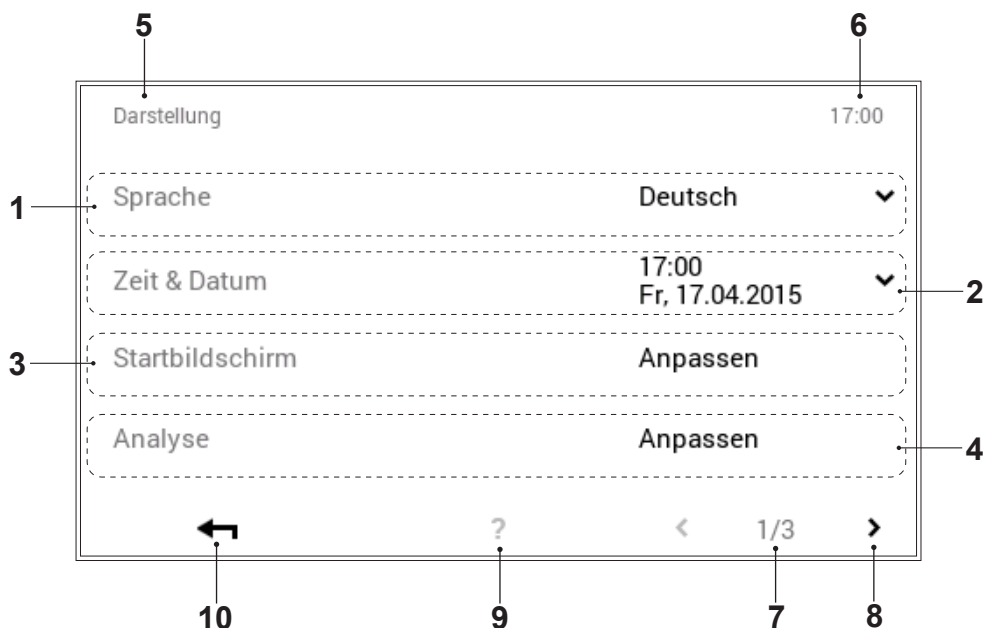 5 6
Darstellung 17:00
1 Sprache Deutsch
Zeit & Datum 17:00
Fr, 17.04.2015 2
3 Startbildschirm Anpassen
Analyse Anpassen 4
? < 1/3 >
10 9 7 8